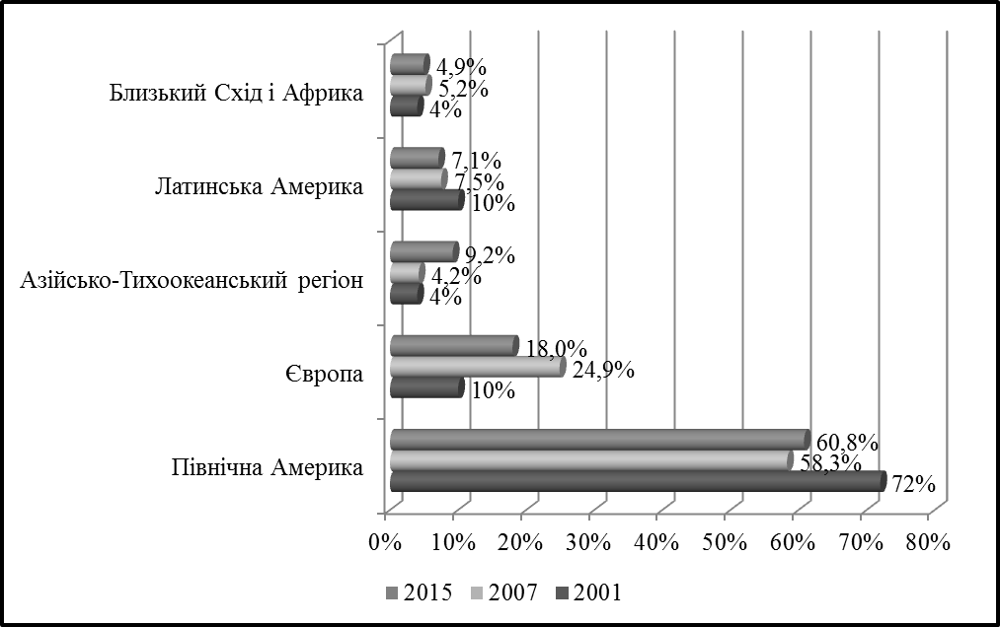 Близький Схід і Африка
4,9%
5,2%
4%
Латинська Америка
7,1%
7,5%
10%
Азійсько-Тихоокеанський регіон
9,2%
4,2%
4%
Європа
18,0%
24,9%
10%
Північна Америка
60,8%
58,3%
72%
0% 10% 20% 30% 40% 50% 60% 70% 80%
2015 2007 2001